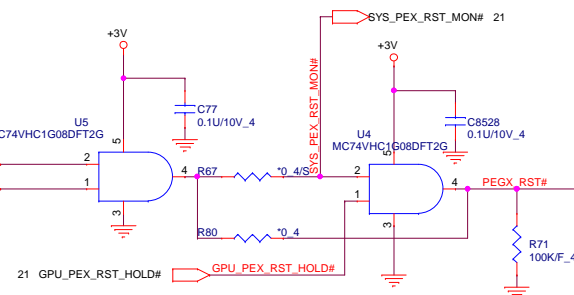 SYS_PEX_RST_MON# 21
+3V
+3V
SYS_PEX_RST_MON#
C77
0.1U/10V_4
C8528
0.1U/10V_4
U5
C74VHC1G08DFT2G
U4
MC74VHC1G08DFT2G
5
5
2
1
4
R67
*0_4/S
2
1
4
PEGX_RST#
3
3
R80
*0_4
R71
100K/F_4
21 GPU_PEX_RST_HOLD#
GPU_PEX_RST_HOLD#